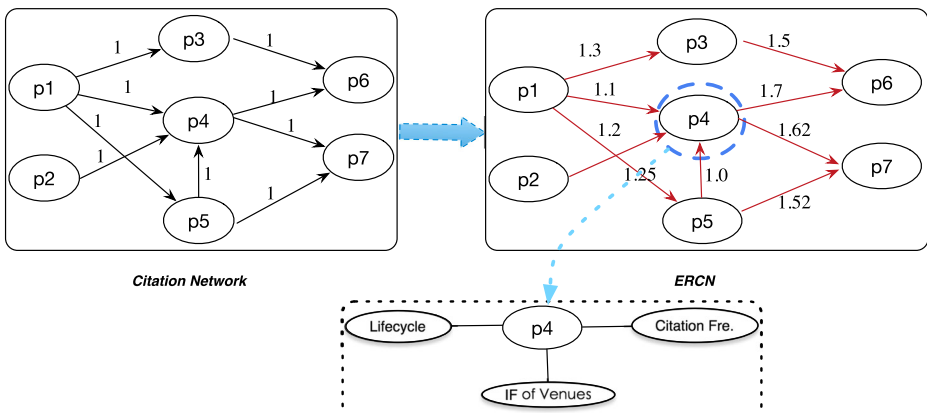 p1
p2
p3
p4
p5
p6
p7
1
1
1
1
1
1
1
1
1
Citation Network
p1
p2
p3
p4
p5
p6
p7
1.3
1.1
1.2
1.25
1.0
1.5
1.7
1.62
1.52
ERCN
Lifecycle
p4
Citation Fre.
IF of Venues